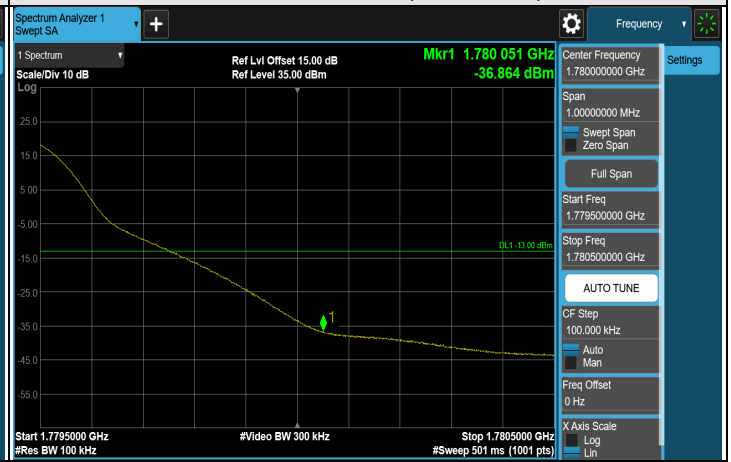 Spectrum Analyzer 1
Swept SA
+
Frequency
1 Spectrum
Scale/Div 10 dB
Ref Lvl Offset 15.00 dB
Ref Level 35.00 dBm
Mkr1 1.780 051 GHz
-36.864 dBm
Log
25.0
15.0
5.00
-5.00
-15.0
-25.0
-35.0
-45.0
-55.0
DL1 -13.00 dBm
1
Start 1.7795000 GHz
#Res BW 100 kHz
#Video BW 300 kHz
Stop 1.7805000 GHz
#Sweep 501 ms (1001 pts)
Center Frequency
1.780000000 GHz
Settings
Span
1.00000000 MHz
Swept Span
Zero Span
Full Span
Start Freq
1.779500000 GHz
Stop Freq
1.780500000 GHz
AUTO TUNE
CF Step
100.000 kHz
Auto
Man
Freq Offset
0 Hz
X Axis Scale
Log
Lin